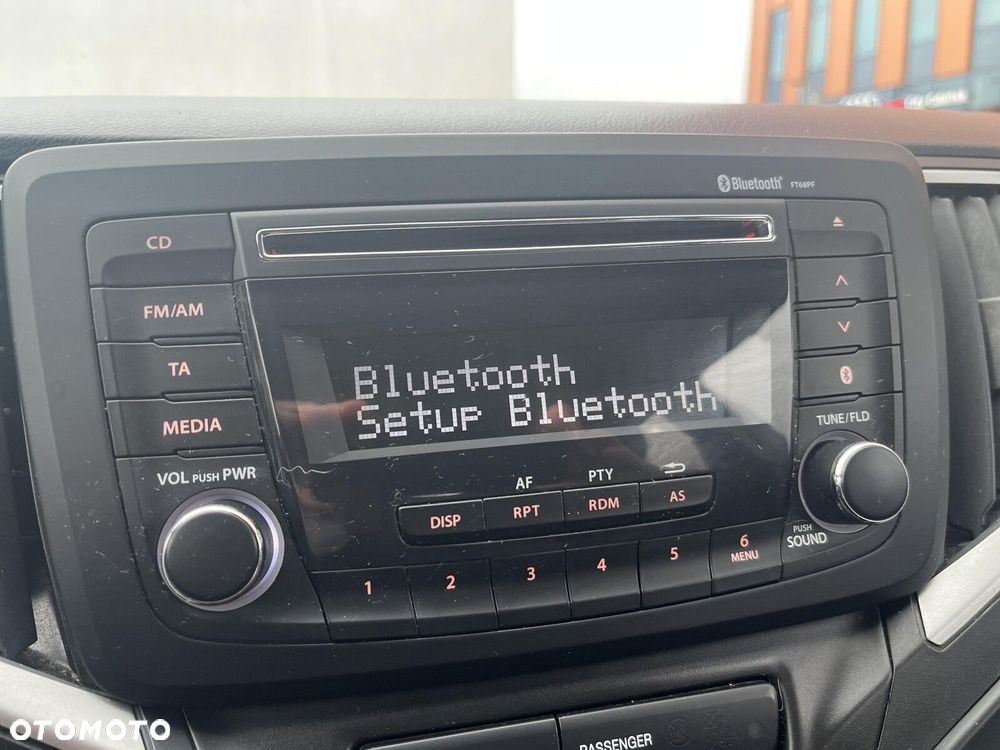 Bluetooth FT68PF
CD
FM/AM
TA
MEDIA
VOL PUSH PWR
Bluetooth
Setup Bluetooth
TUNE/FLD
PUSH
SOUND
AF PTY
DISP RPT RDM AS
1 2 3 4 5 6
MENU
PASSENGER
OTOMOTO